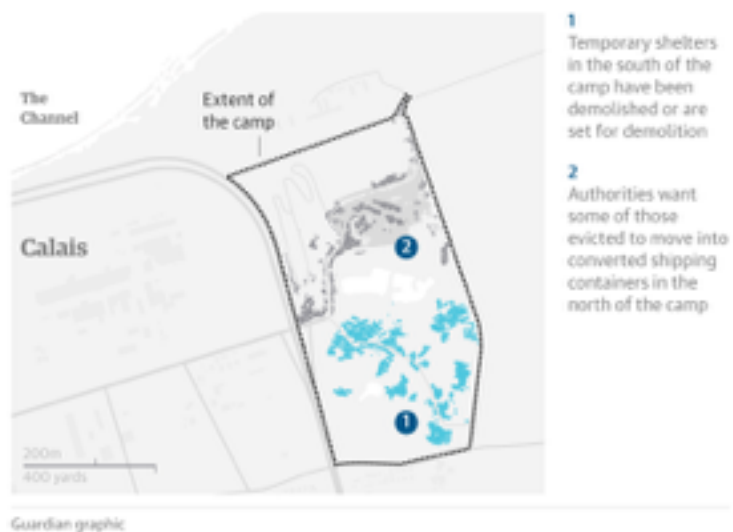 The
Channel
Extent of
the camp
Calais
2
1
200m
400 yards
1
Temporary shelters
in the south of the
camp have been
demolished or are
set for demolition
2
Authorities want
some of those
evicted to move into
converted shipping
containers in the
north of the camp
Guardian graphic